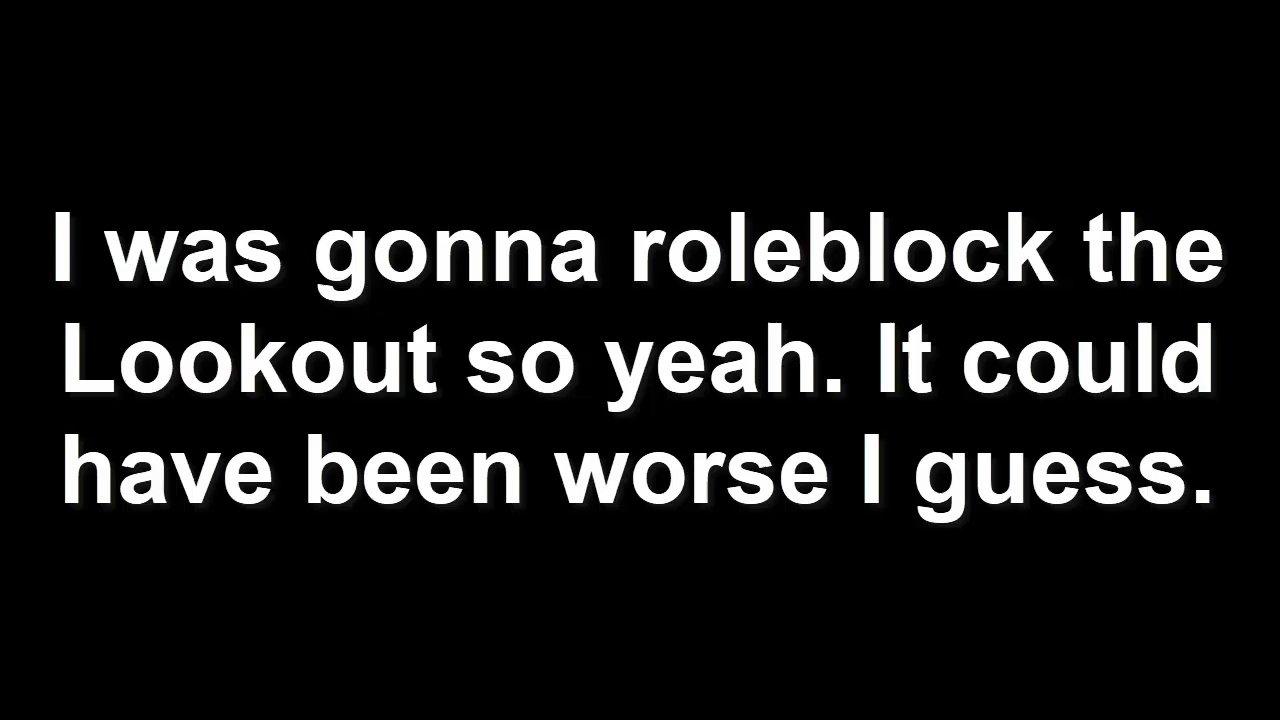 I was gonna roleblock the
Lookout so yeah. It could
have been worse I guess.